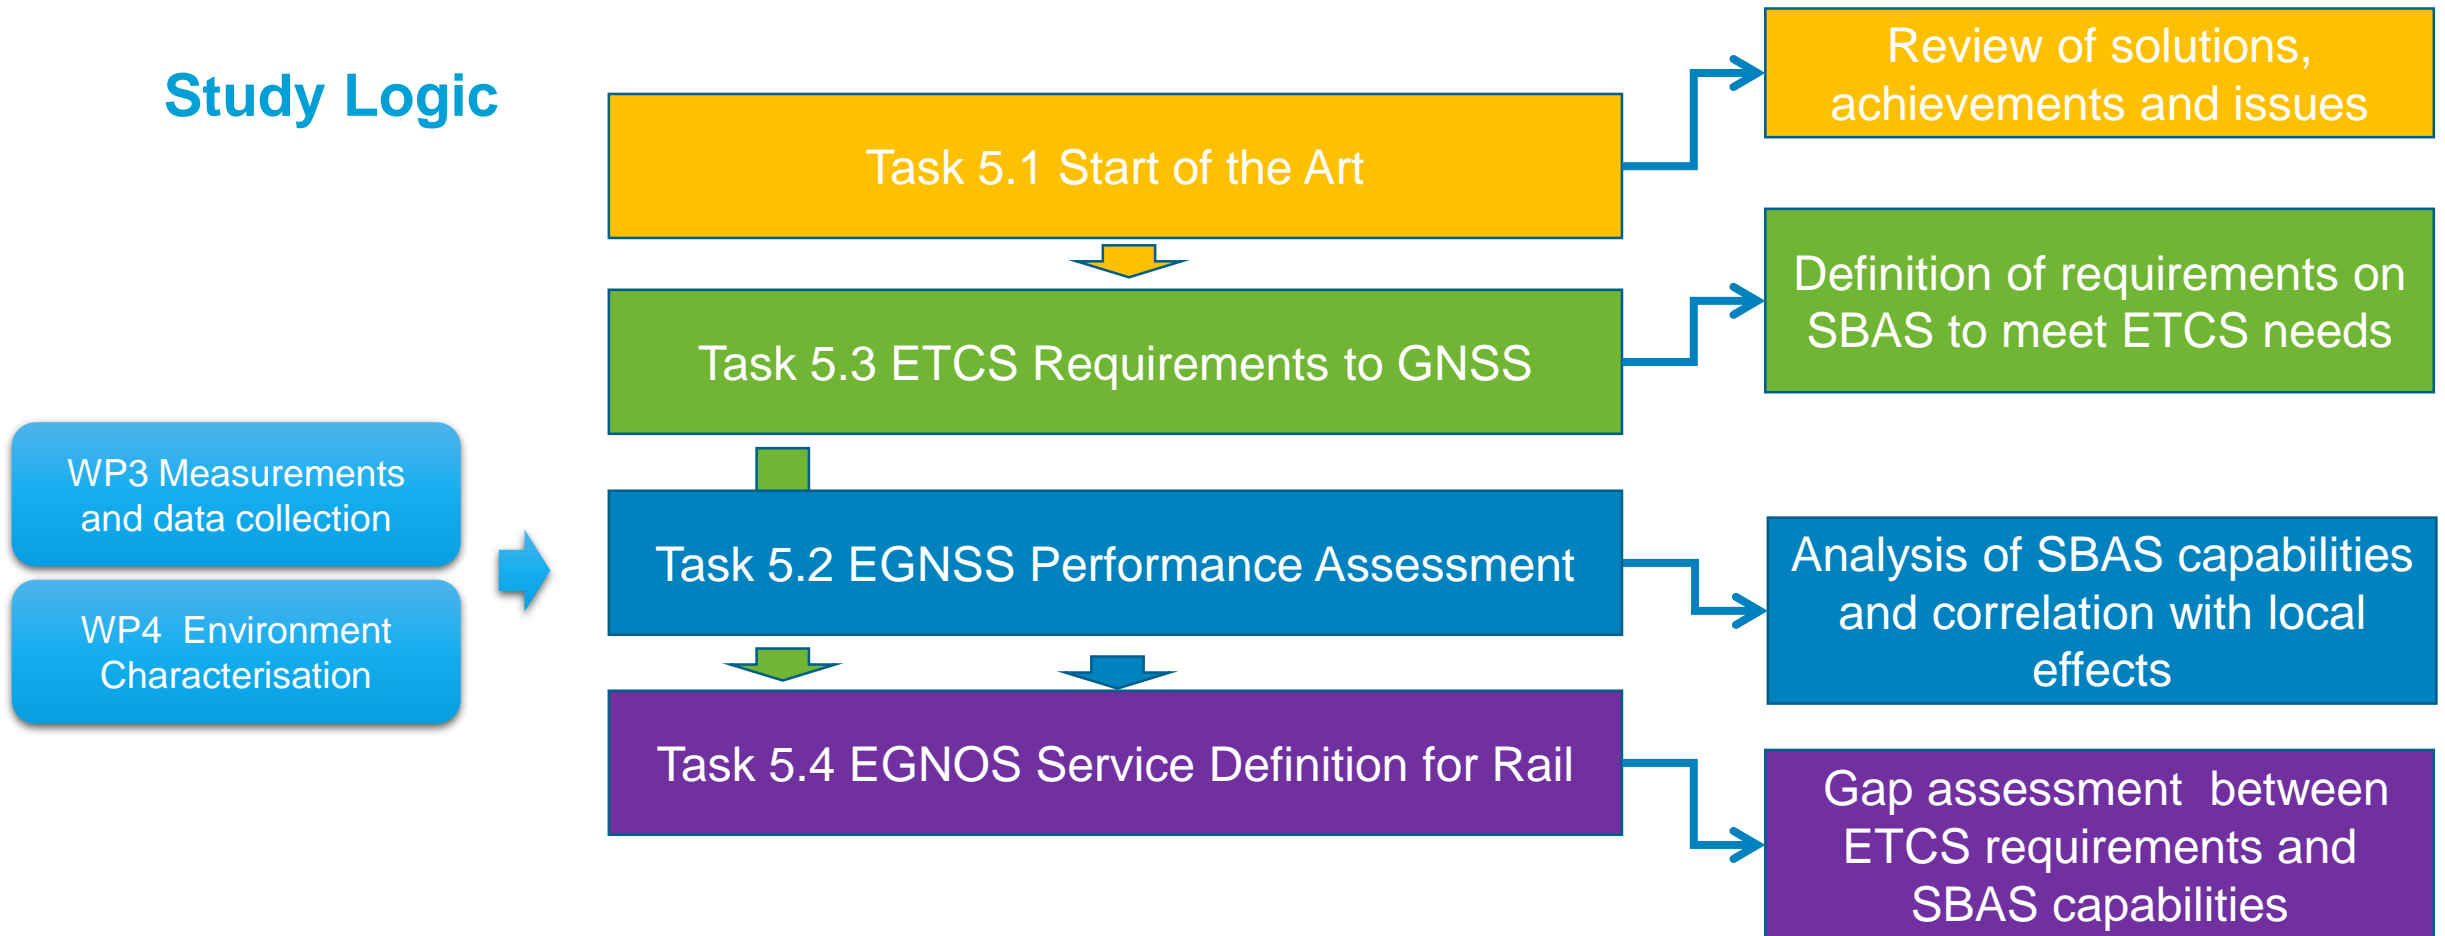 Study Logic
Task 5.1 Start of the Art
Review of solutions,
achievements and issues
Task 5.3 ETCS Requirements to GNSS
Definition of requirements on
SBAS to meet ETCS needs
WP3 Measurements
and data collection
WP4 Environment
Characterisation
Task 5.2 EGNSS Performance Assessment
Analysis of SBAS capabilities
and correlation with local
effects
Task 5.4 EGNOS Service Definition for Rail
Gap assessment between
ETCS requirements and
SBAS capabilities